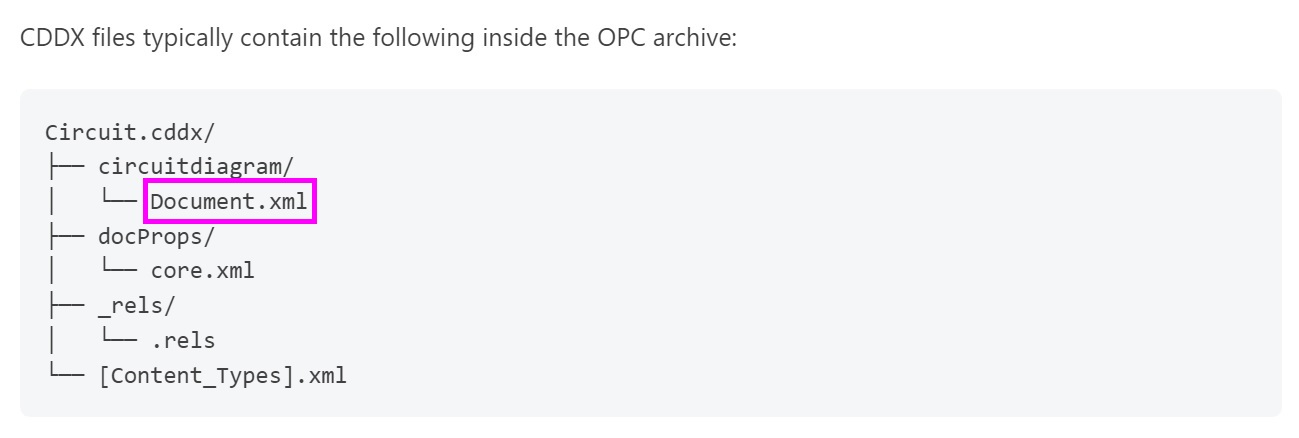 CDDX files typically contain the following inside the OPC archive:
Circuit.cddx/
├── circuitdiagram/
│   └── Document.xml
├── docProps/
│   └── core.xml
├── _rels/
│   └── .rels
└── [Content_Types].xml